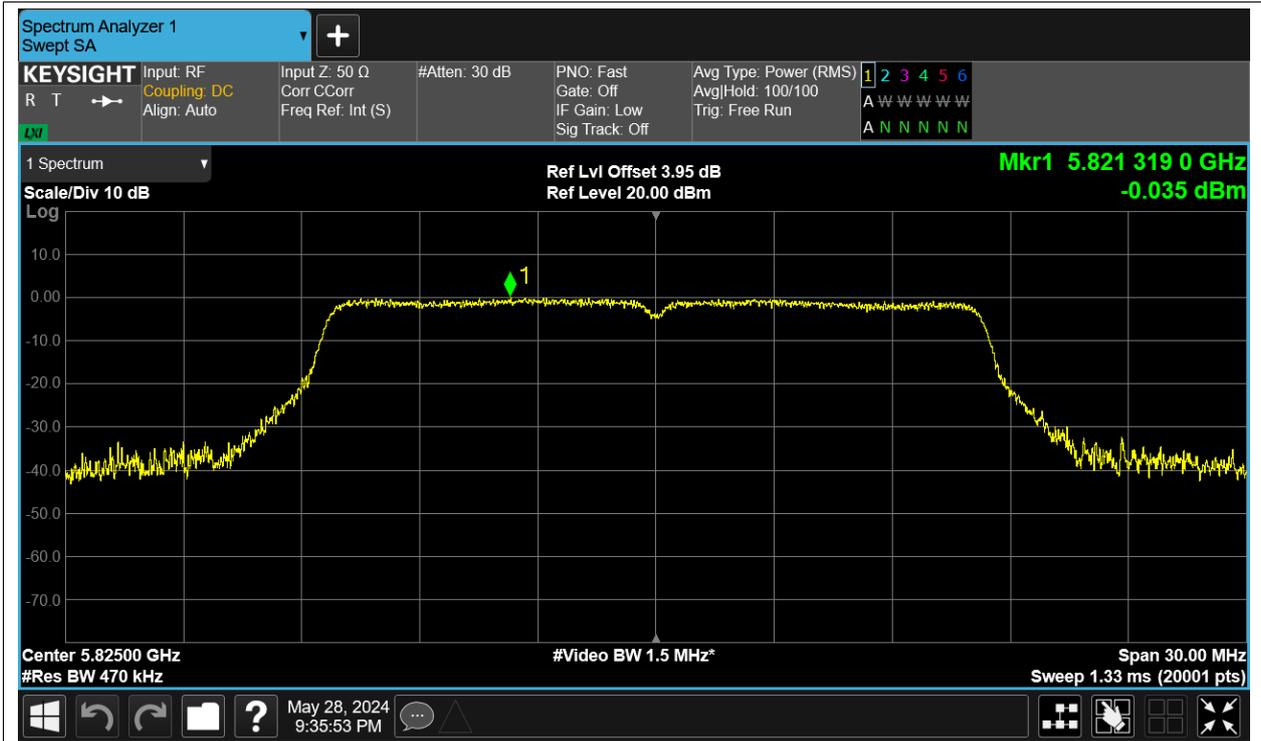 Spectrum Analyzer 1
Swept SA
KEYSIGHT
R T
LXI
Input: RF
Coupling: DC
Align: Auto
Input Z: 50 Ω
Corr CCorr
Freq Ref: Int (S)
#Atten: 30 dB
PNO: Fast
Gate: Off
IF Gain: Low
Sig Track: Off
Avg Type: Power (RMS)
Avg|Hold: 100/100
Trig: Free Run
1 2 3 4 5 6
A W W W W W
A N N N N N
1 Spectrum
Scale/Div 10 dB
Log
Ref Lvl Offset 3.95 dB
Ref Level 20.00 dBm
Mkr1 5.821 319 0 GHz
-0.035 dBm
1
10.0
0.00
-10.0
-20.0
-30.0
-40.0
-50.0
-60.0
-70.0
Center 5.82500 GHz
#Res BW 470 kHz
#Video BW 1.5 MHz*
Span 30.00 MHz
Sweep 1.33 ms (20001 pts)
?
May 28, 2024
9:35:53 PM